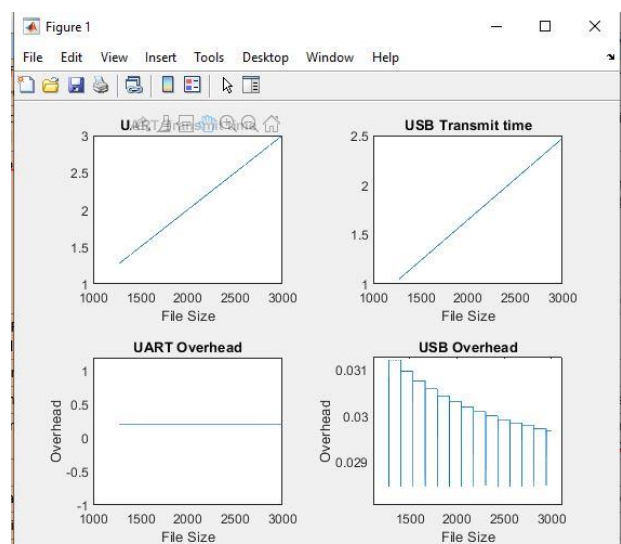 Figure 1
File Edit View Insert Tools Desktop Window Help
USB Transmit time
3
2.5
2
1.5
1
1000 1500 2000 2500 3000
File Size
2.5
2
1.5
1
1000 1500 2000 2500 3000
File Size
UART Overhead
USB Overhead
Overhead
1
0.5
0
-0.5
-1
1000 1500 2000 2500 3000
File Size
Overhead
0.031
0.03
0.029
1500 2000 2500 3000
File Size